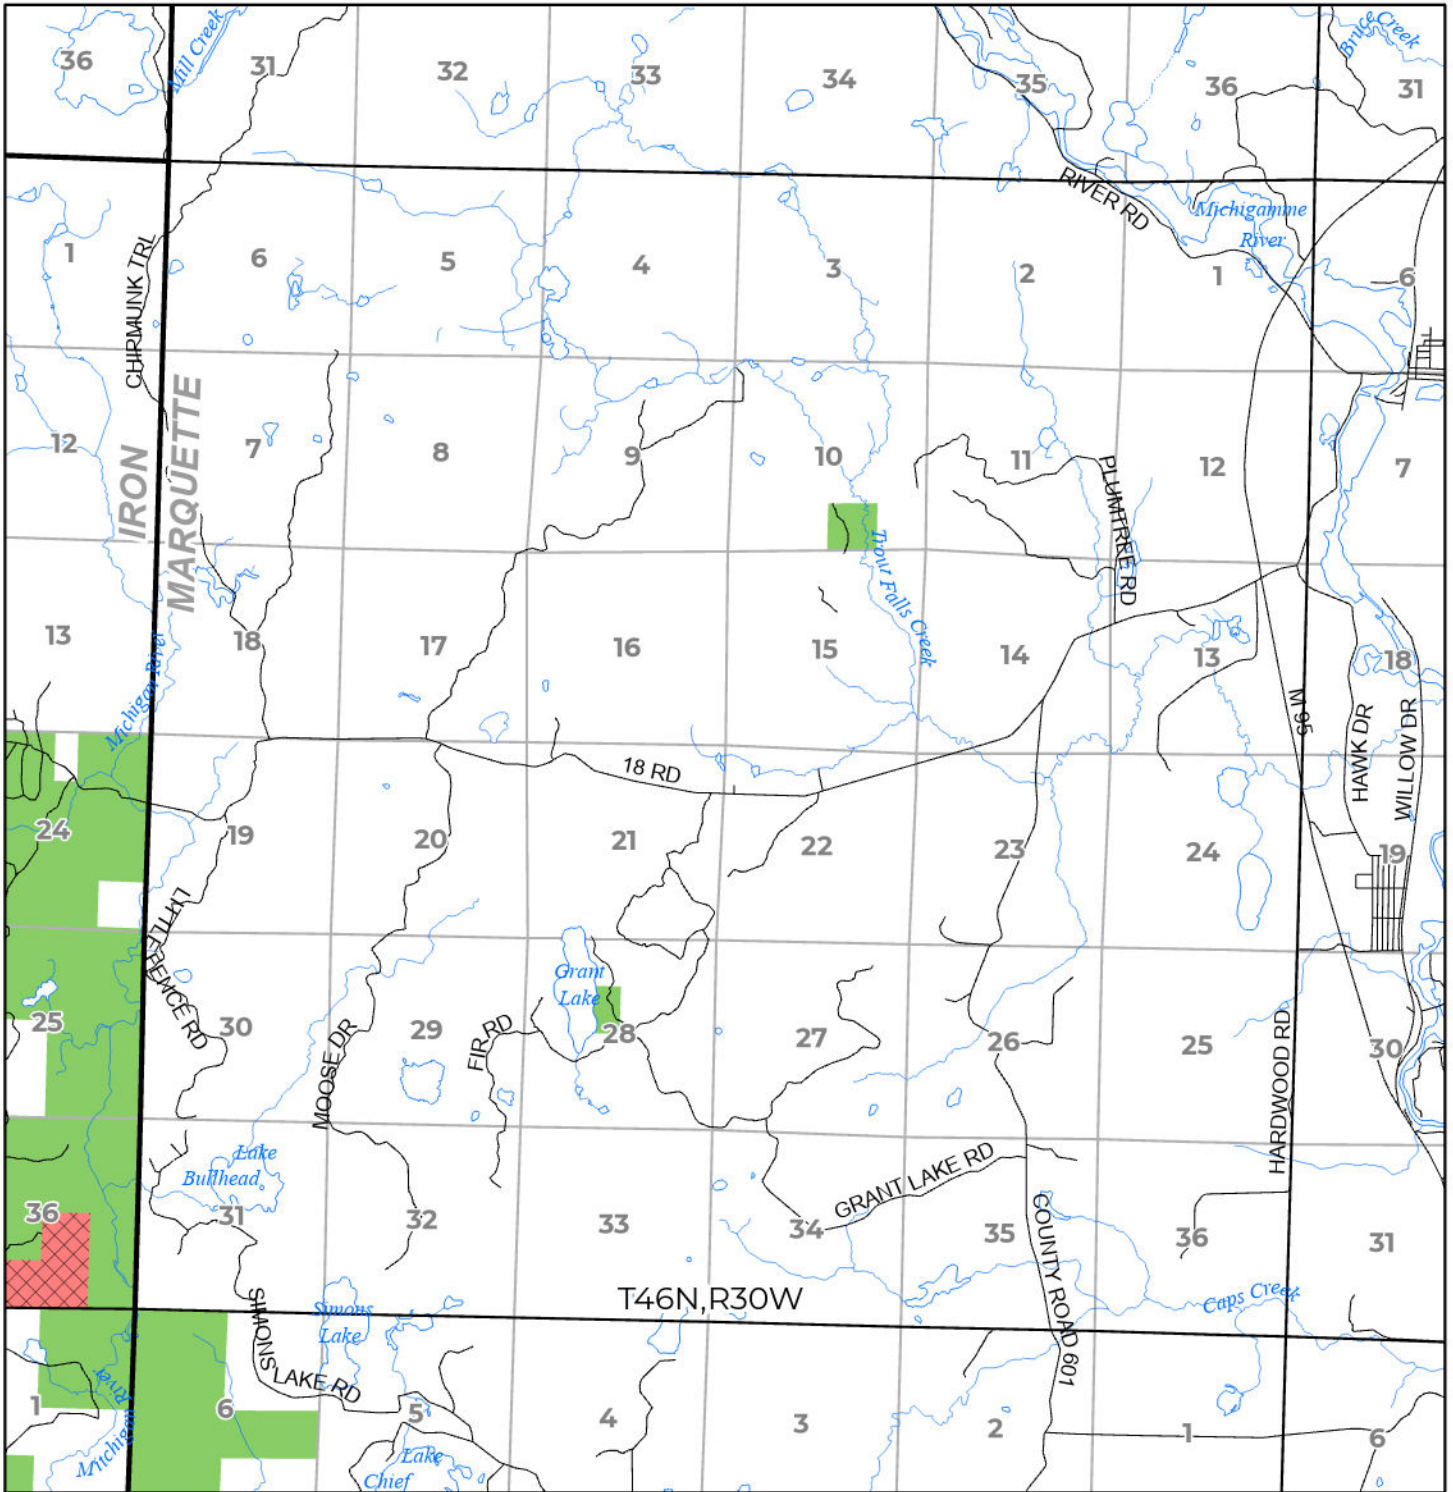 36
Mill Creek
31
32
33
34
35
36
Bruce Creek
31
RIVER RD
Michigamme
River
1
CHIRMUNK TRL
6
5
4
3
2
1
6
IRON
MARQUETTE
12
7
8
9
10
11
PLUMTREE RD
12
7
Trout Falls Creek
13
Michigan River
18
17
16
15
14
13
M 95
HAWK DR
WILLOW DR
18
18 RD
24
19
20
21
22
23
24
19
LITTLE FENCE RD
Grant
Lake
25
30
MOOSE DR
29
FIR RD
28
27
26
25
HARDWOOD RD
30
Lake
Bullhead
GRANT LAKE RD
36
31
32
33
34
35
COUNTY ROAD 601
36
31
Caps Creek
T46N,R30W
SIMONS LAKE RD
Simons
Lake
1
Mitchigan River
6
5
4
3
2
1
6
Lake
Chief